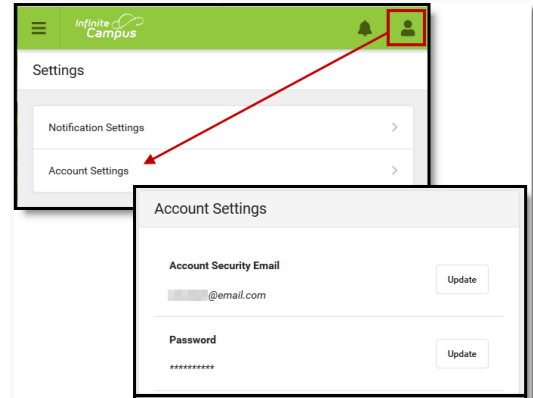 Infinite
Campus
Settings
Notification Settings
Account Settings
Account Settings
Account Security Email
Update
@email.com
Password
Update
**********